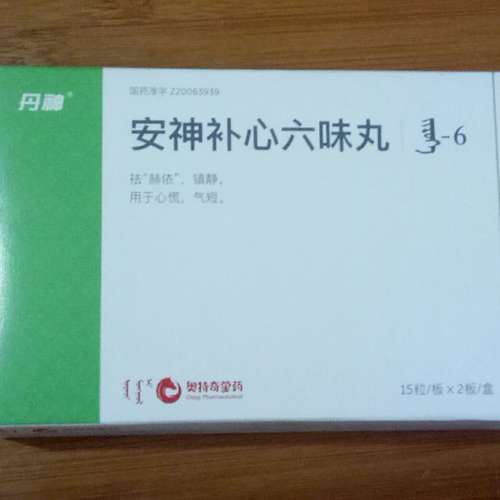 丹神®
国药准字 Z20063939
安神补心六味丸 -6
祛"赫依"，镇静。
用于心慌，气短。
奥特奇蒙药
15粒/板×2板/盒